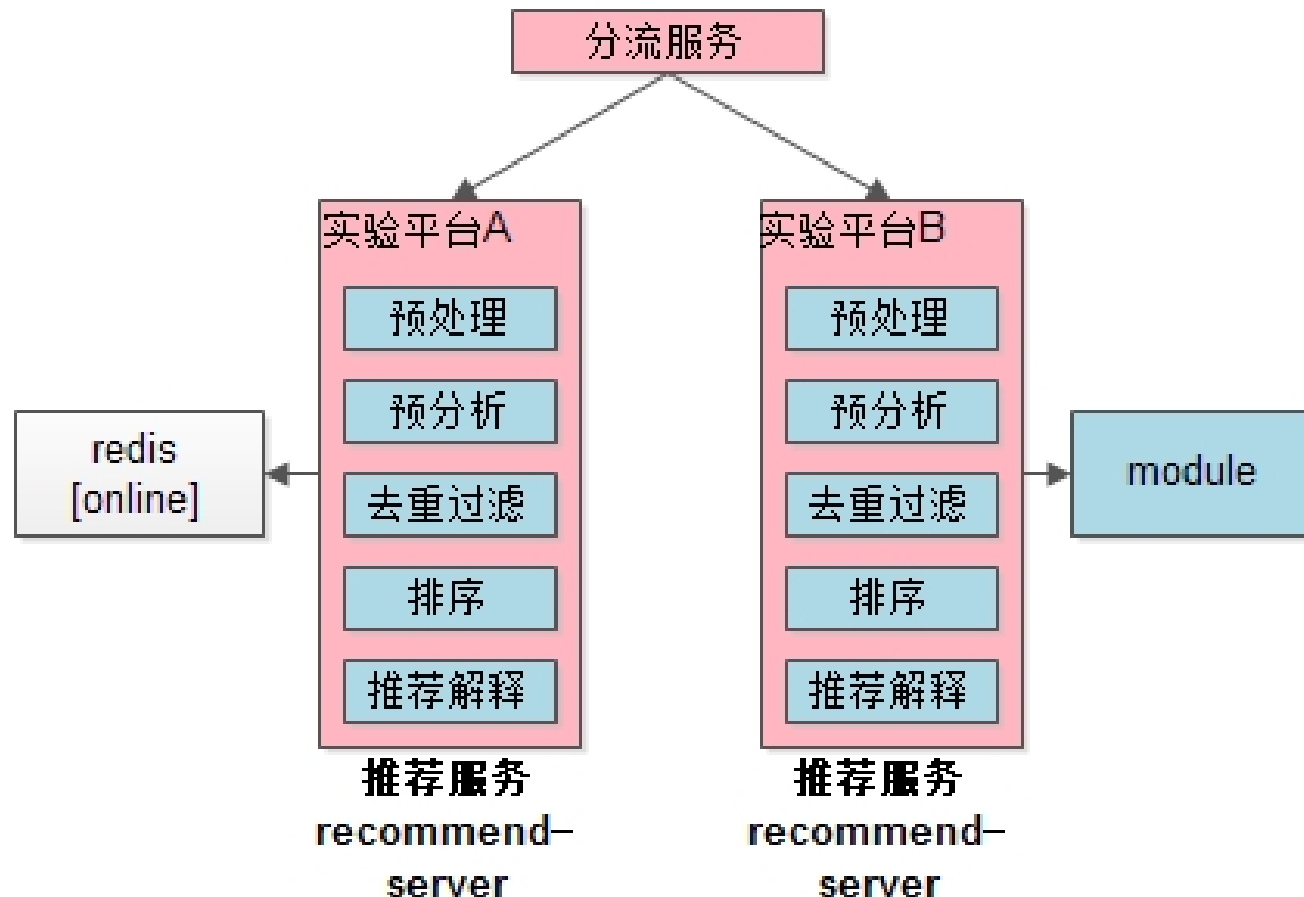 分流服务
实验平台A
预处理
预分析
去重过滤
排序
推荐解释
推荐服务
recommend-
server
实验平台B
预处理
预分析
去重过滤
排序
推荐解释
推荐服务
recommend-
server
redis
[online]
module